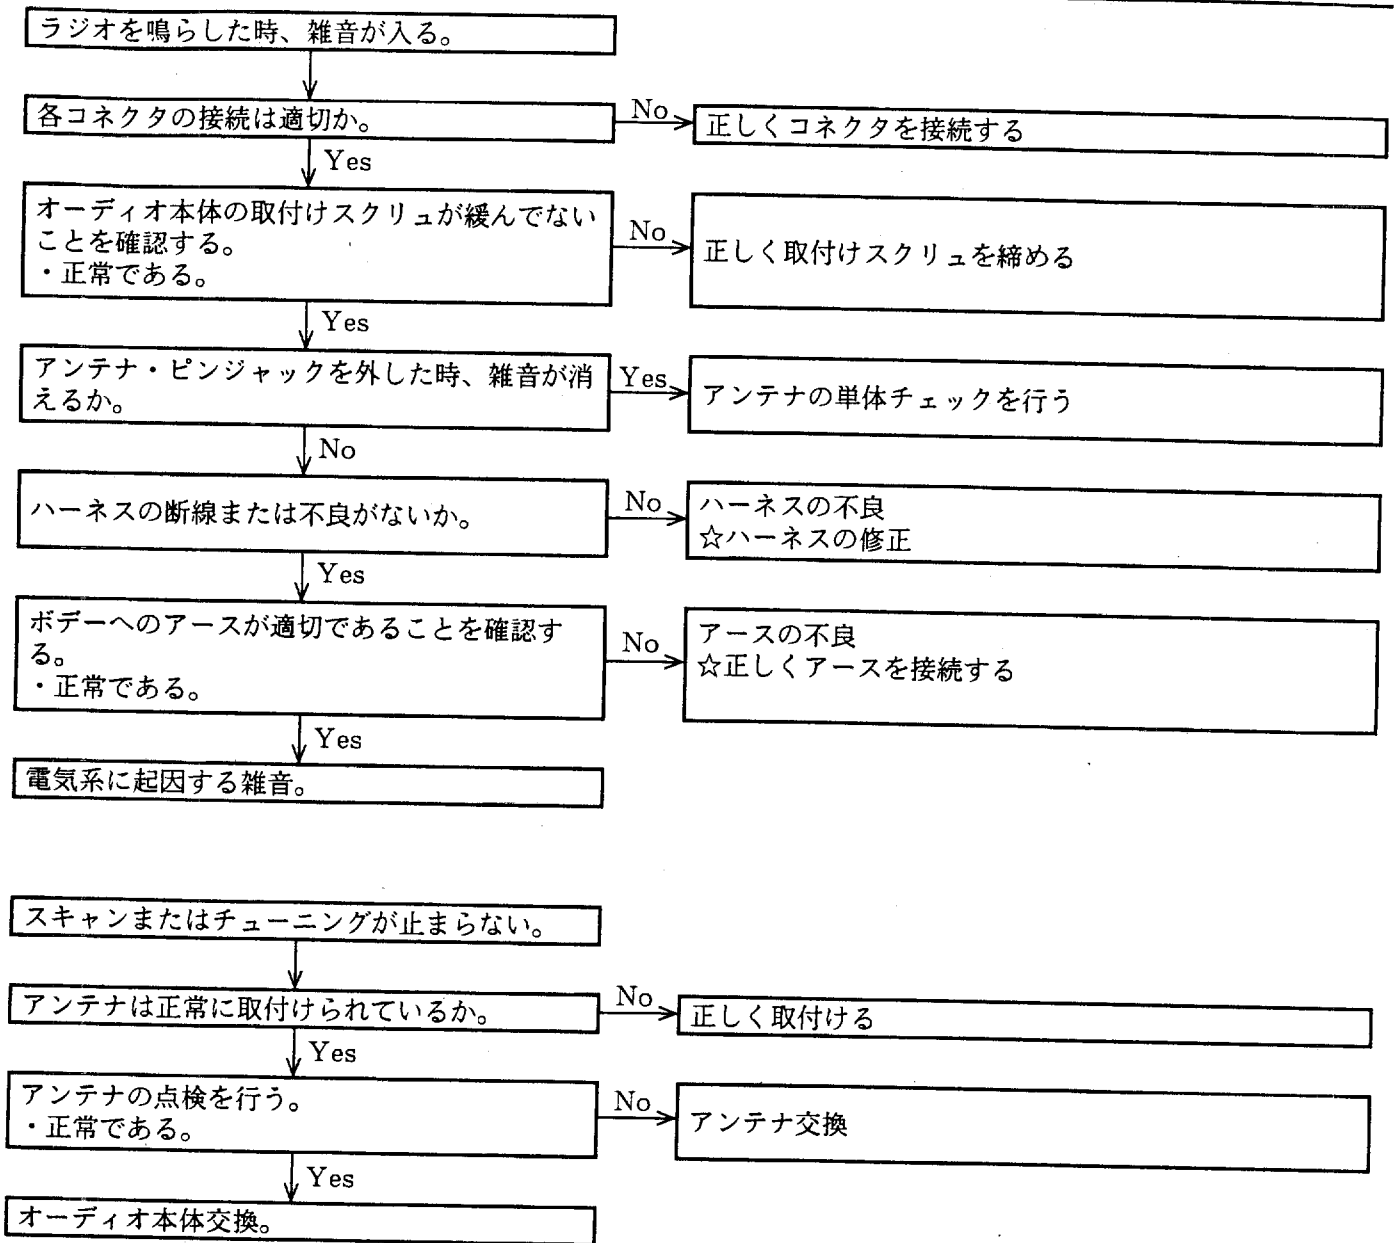 ラジオを鳴らした時、雑音が入る。
各コネクタの接続は適切か。
No
正しくコネクタを接続する
Yes
オーディオ本体の取付けスクリュが緩んでない
ことを確認する。
・正常である。
No
正しく取付けスクリュを締める
Yes
アンテナ・ピンジャックを外した時、雑音が消
えるか。
Yes
アンテナの単体チェックを行う
No
ハーネスの断線または不良がないか。
No
ハーネスの不良
☆ハーネスの修正
Yes
ボデーへのアースが適切であることを確認す
る。
・正常である。
No
アースの不良
☆正しくアースを接続する
Yes
電気系に起因する雑音。
スキャンまたはチューニングが止まらない。
アンテナは正常に取付けられているか。
No
正しく取付ける
Yes
アンテナの点検を行う。
・正常である。
No
アンテナ交換
Yes
オーディオ本体交換。